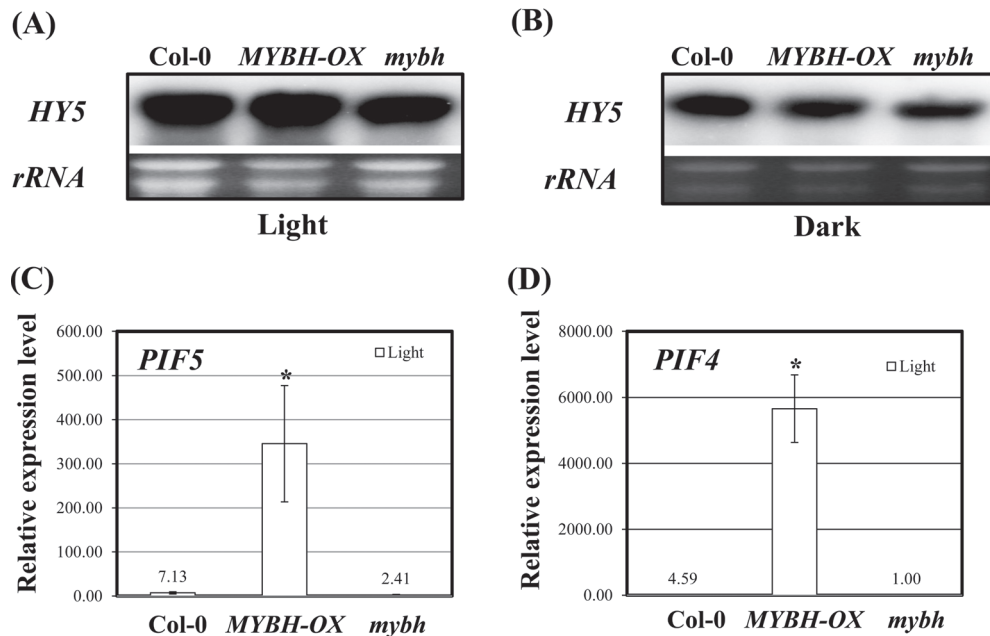 (A)
Col-0 MYBH-OX mybh
HY5
rRNA
Light
(B)
Col-0 MYBH-OX mybh
HY5
rRNA
Dark
(C)
Relative expression level
600.00
500.00
400.00
300.00
200.00
100.00
0.00
PIF5
Light
*
7.13
2.41
Col-0 MYBH-OX mybh
(D)
Relative expression level
8000.00
6000.00
4000.00
2000.00
0.00
PIF4
Light
*
4.59
1.00
Col-0 MYBH-OX mybh